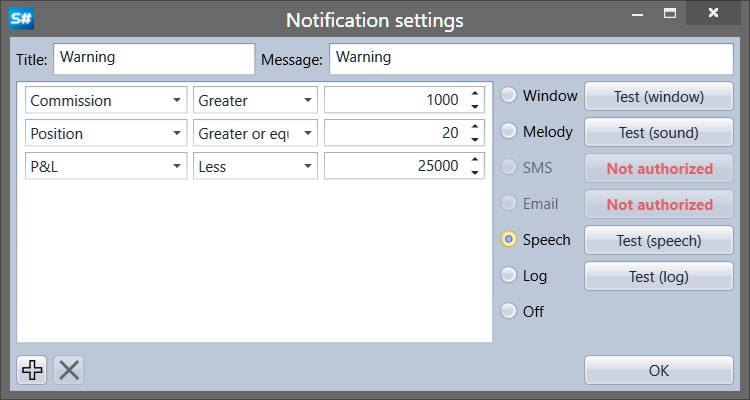 S# Notification settings
Title: Warning Message: Warning
Commission Greater 1000 Window Test (window)
Position Greater or equ 20 Melody Test (sound)
P&L Less 25000 SMS Not authorized
Email Not authorized
Speech Test (speech)
Log Test (log)
Off
OK